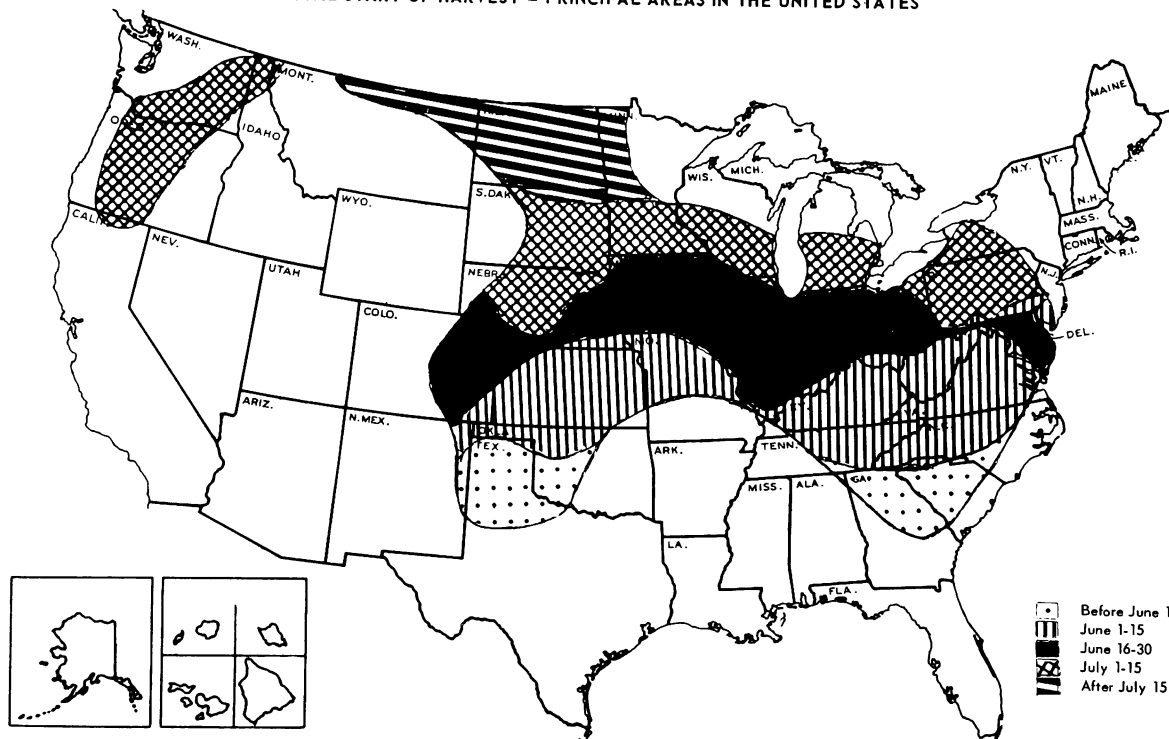 START OF HARVEST – PRINCIPAL AREAS IN THE UNITED STATES
WASH.
MONT.
IDAHO
MAINE
WIS.
MICH.
N.Y.
VT.
N.H.
MASS.
CONN.
R.I.
N.J.
DEL.
S.DAK
WYO.
CALIF
NEV.
UTAH
NEBR.
COLO.
MO.
ARIZ.
N.MEX.
OKLA.
TEX.
ARK.
TENN.
N.C.
MISS.
ALA.
GA.
LA.
FLA.
Before June 1
June 1-15
June 16-30
July 1-15
After July 15